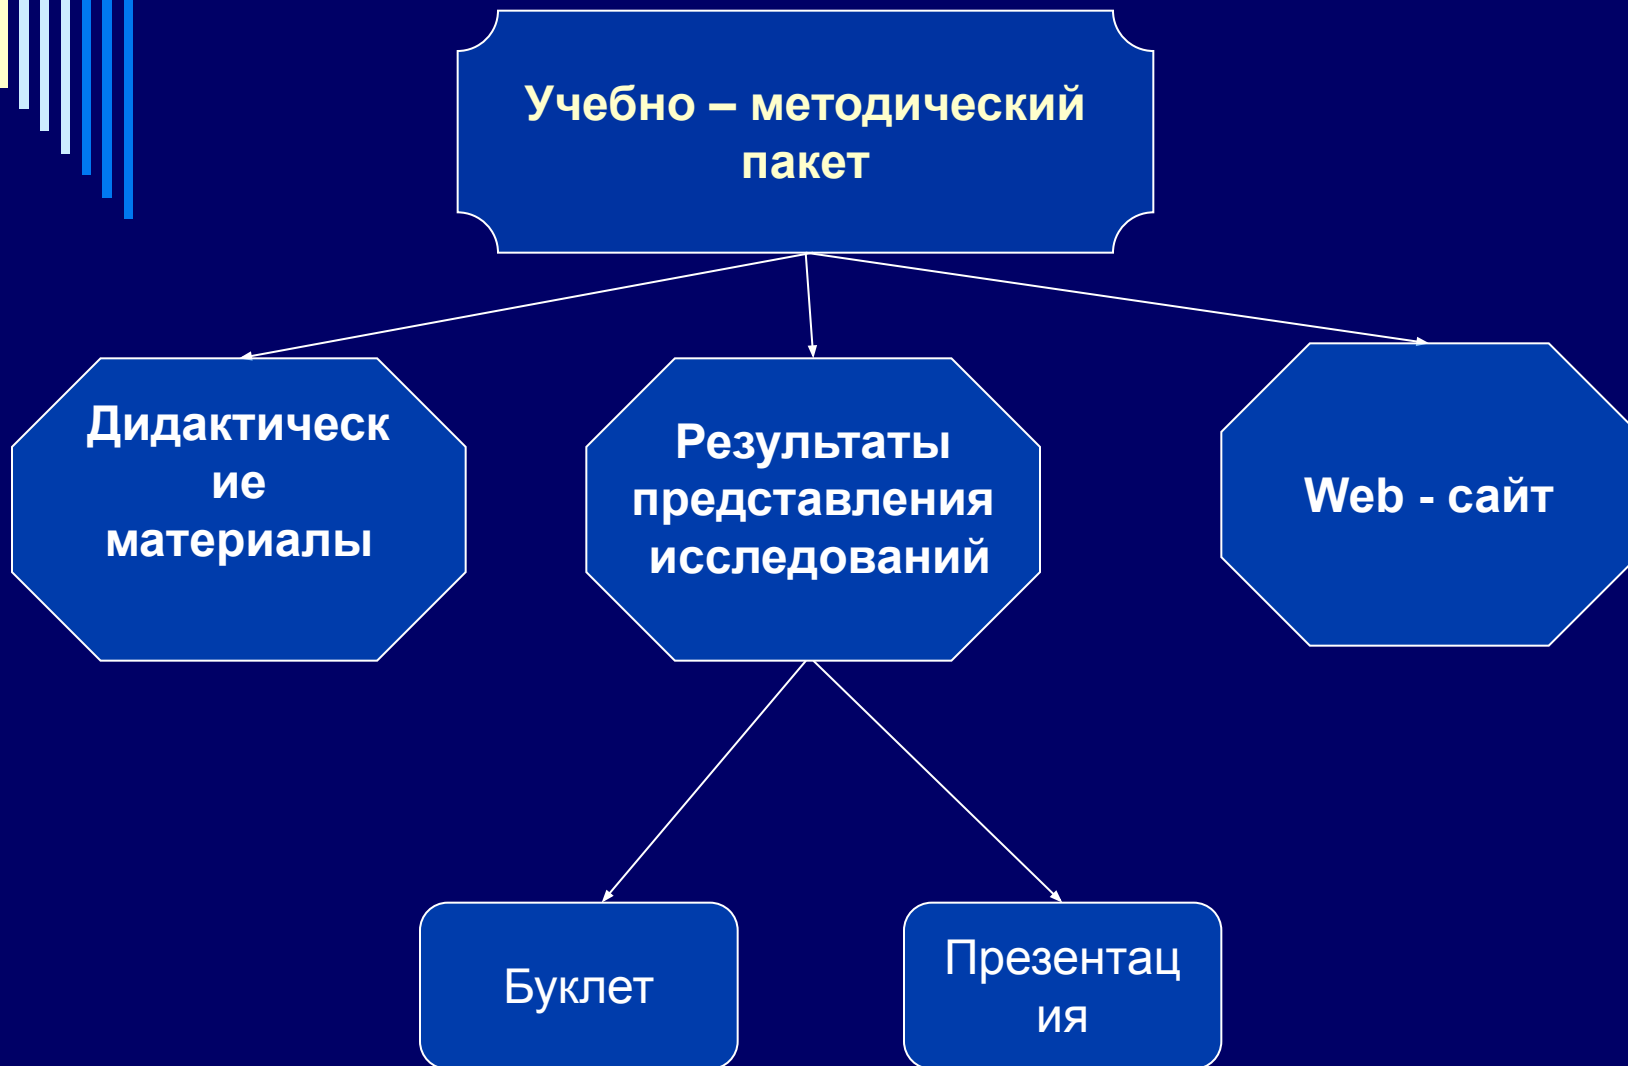 Учебно – методический
пакет
Дидактическ
ие
материалы
Результаты
представления
исследований
Web - сайт
Буклет
Презентац
ия